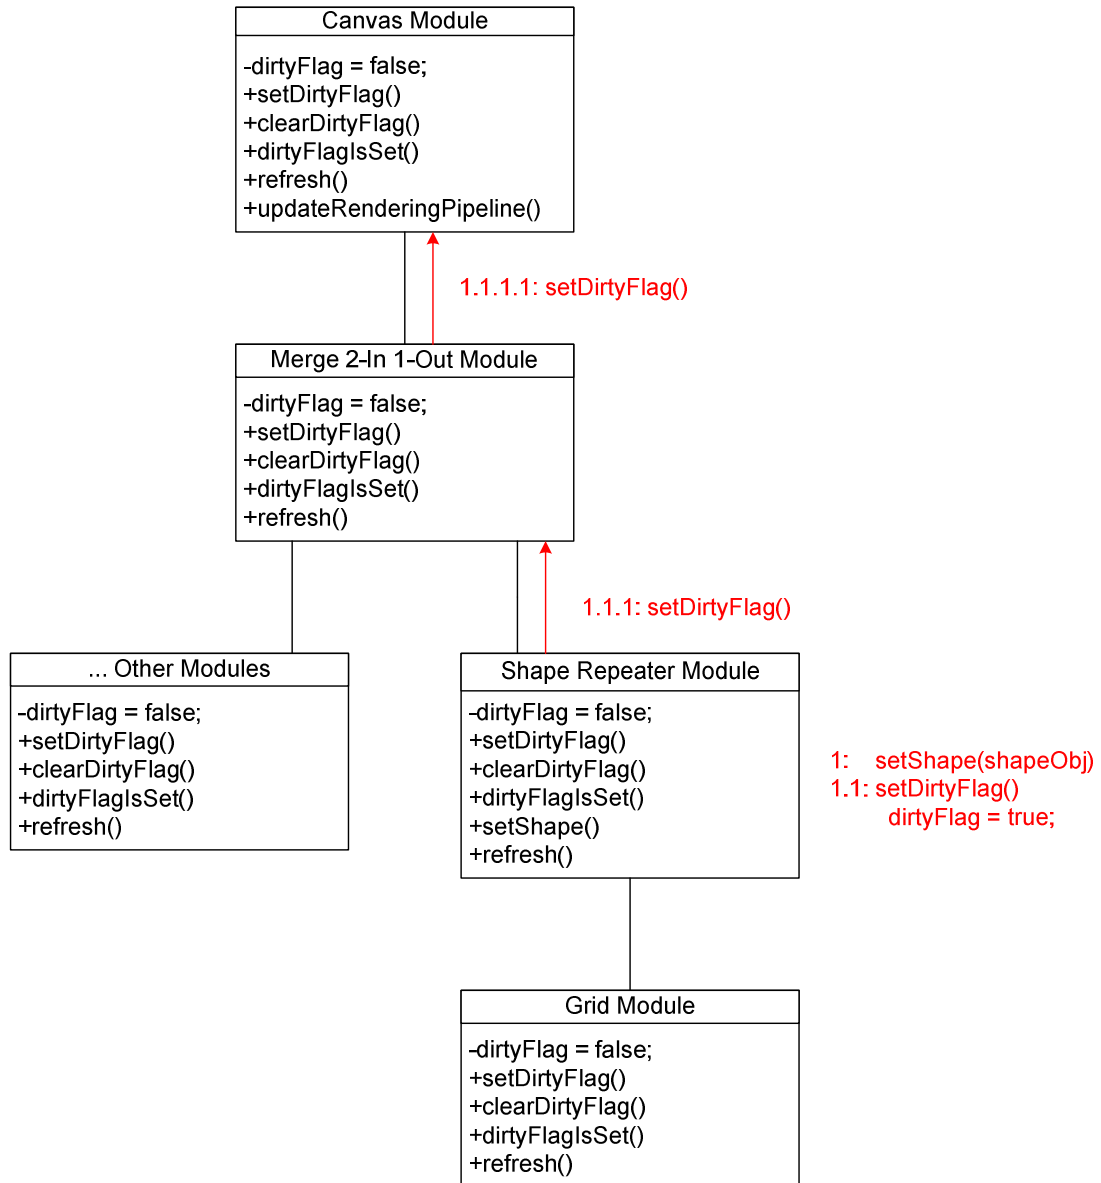 Canvas Module
-dirtyFlag = false;
+setDirtyFlag()
+clearDirtyFlag()
+dirtyFlagIsSet()
+refresh()
+updateRenderingPipeline()
1.1.1.1: setDirtyFlag()
Merge 2-In 1-Out Module
-dirtyFlag = false;
+setDirtyFlag()
+clearDirtyFlag()
+dirtyFlagIsSet()
+refresh()
1.1.1: setDirtyFlag()
... Other Modules
-dirtyFlag = false;
+setDirtyFlag()
+clearDirtyFlag()
+dirtyFlagIsSet()
+refresh()
Shape Repeater Module
-dirtyFlag = false;
+setDirtyFlag()
+clearDirtyFlag()
+dirtyFlagIsSet()
+setShape()
+refresh()
1: setShape(shapeObj)
1.1: setDirtyFlag()
dirtyFlag = true;
Grid Module
-dirtyFlag = false;
+setDirtyFlag()
+clearDirtyFlag()
+dirtyFlagIsSet()
+refresh()